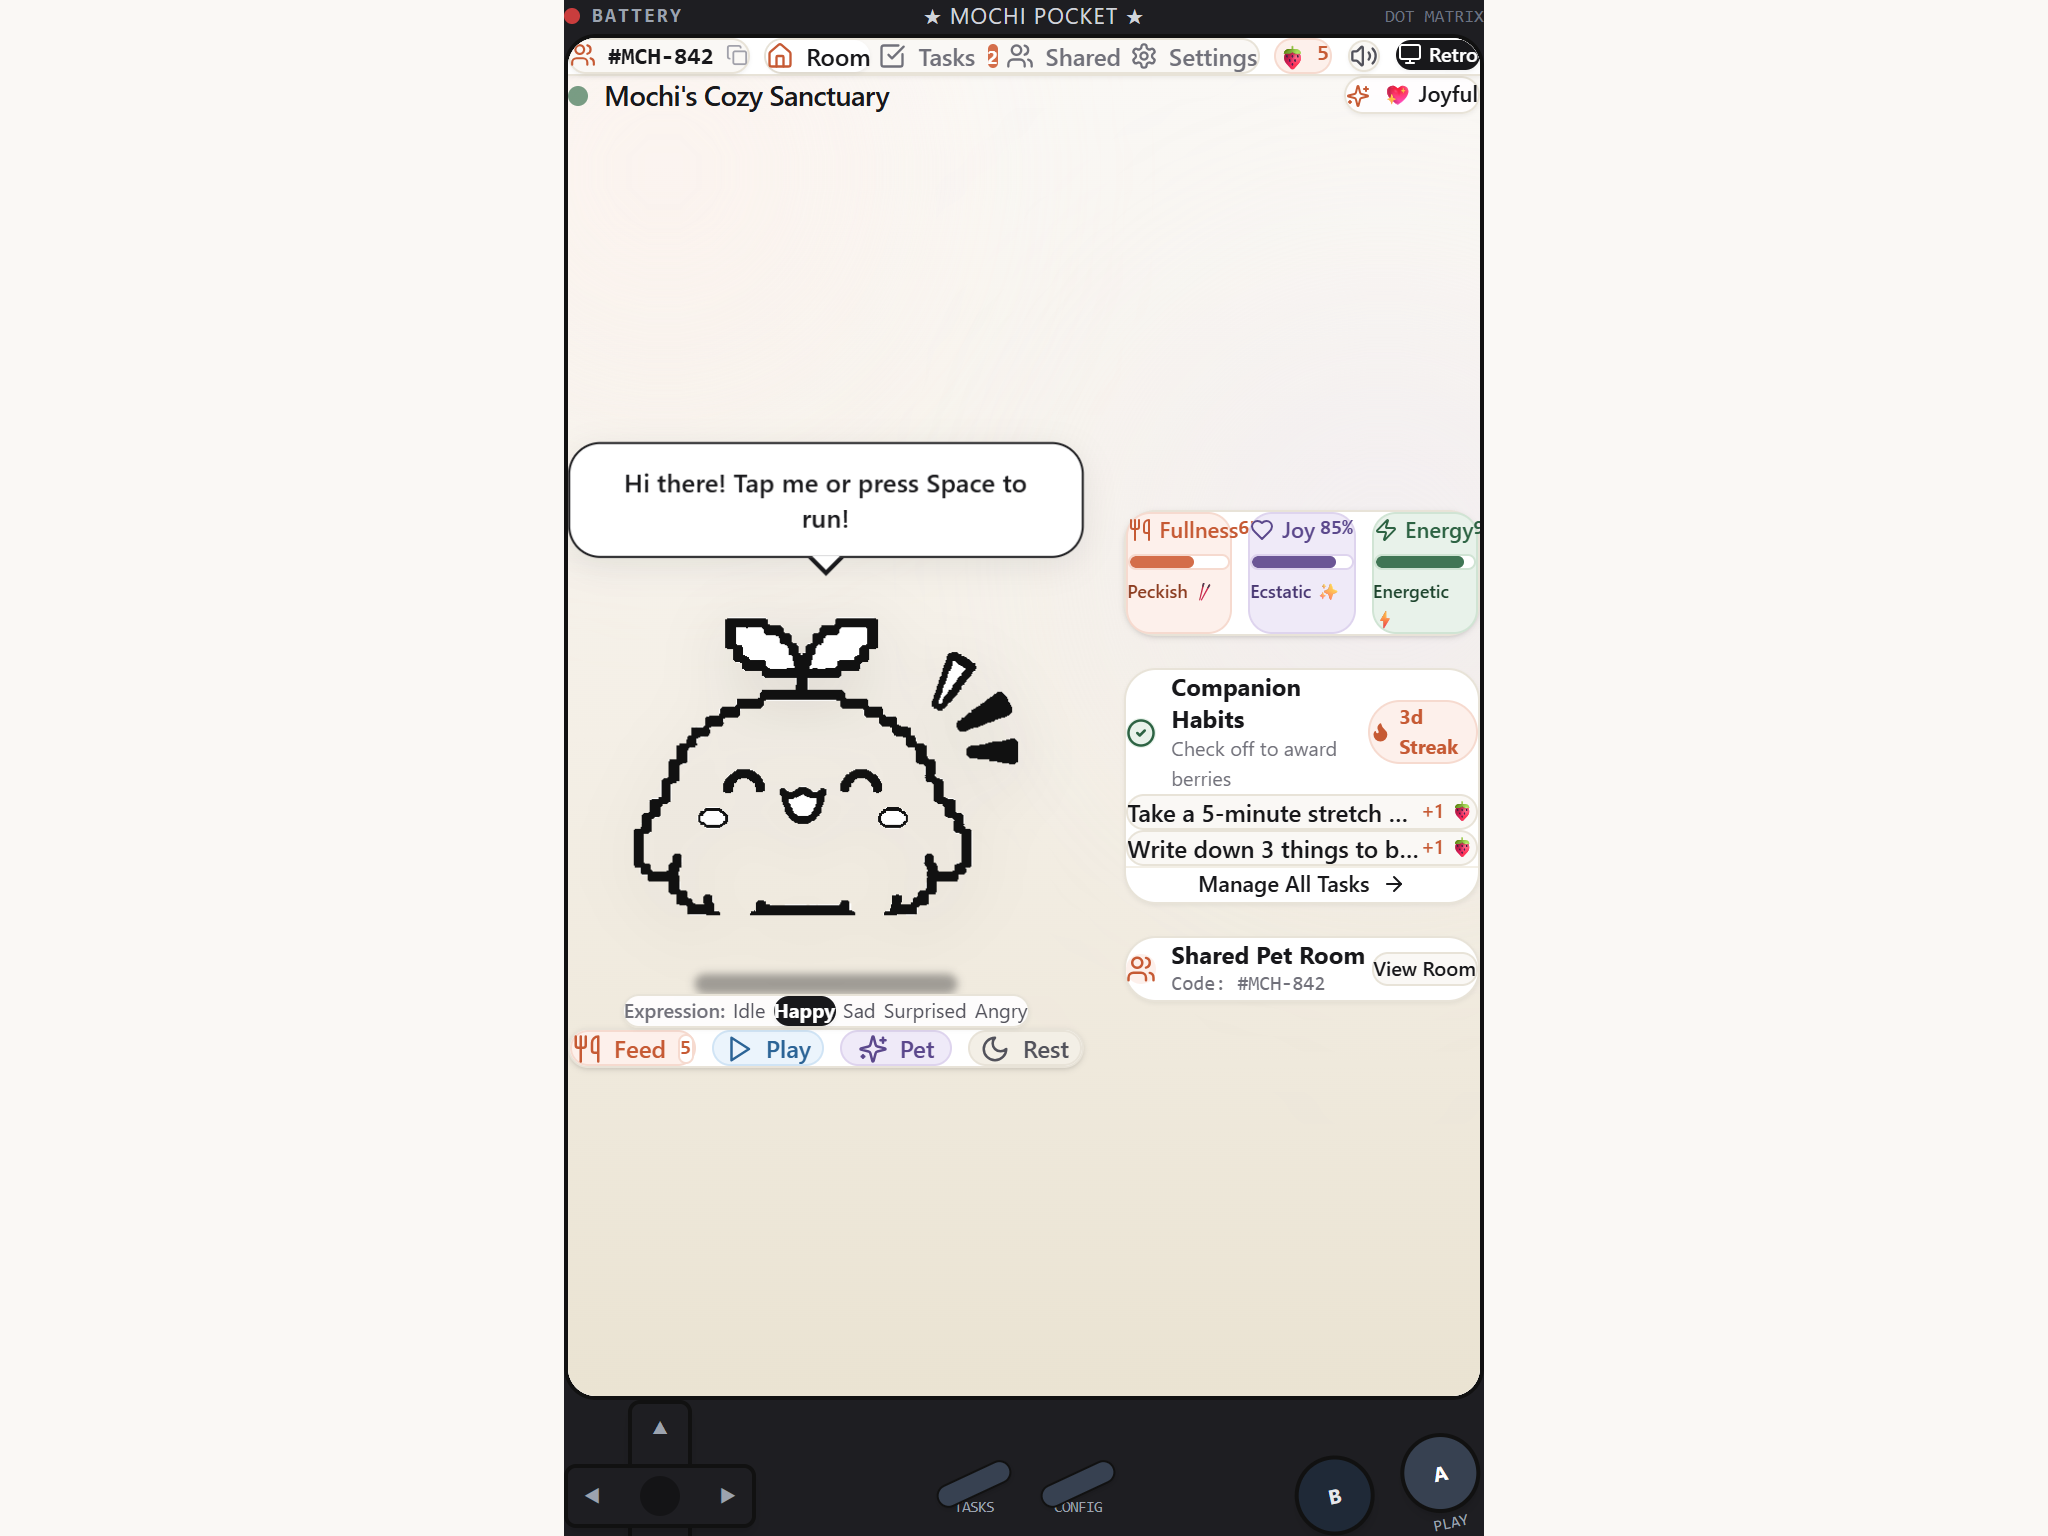 BATTERY
★ MOCHI POCKET ★
DOT MATRIX
#MCH-842
Room
Tasks
2
Shared
Settings
🍓 5
Retro
Mochi's Cozy Sanctuary
💖 Joyful
Hi there! Tap me or press Space to
run!
Fullness
Joy 85%
Energy
Peckish
Ecstatic ✨
Energetic
⚡
Companion
Habits
Check off to award
berries
3d
Streak
Take a 5-minute stretch ... +1 🍓
Write down 3 things to b... +1 🍓
Manage All Tasks →
Shared Pet Room
Code: #MCH-842
View Room
Expression: Idle Happy Sad Surprised Angry
Feed 5
Play
Pet
Rest
▲
◀ ▶
TASKS
CONFIG
B
A
PLAY